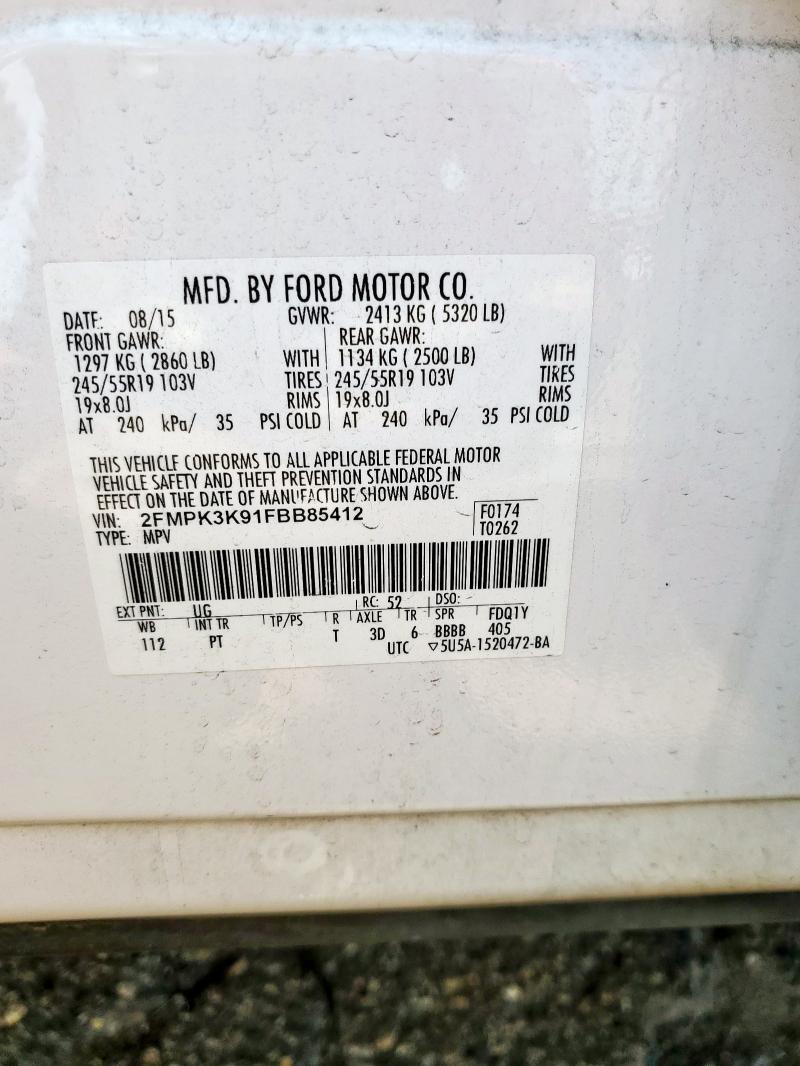 MFD. BY FORD MOTOR CO.
DATE: 08/15 GVWR: 2413 KG ( 5320 LB)
FRONT GAWR: REAR GAWR:
1297 KG ( 2860 LB) WITH 1134 KG ( 2500 LB) WITH
245/55R19 103V TIRES 245/55R19 103V TIRES
19x8.0J RIMS 19x8.0J RIMS
AT 240 kPa/ 35 PSI COLD AT 240 kPa/ 35 PSI COLD
THIS VEHICLE CONFORMS TO ALL APPLICABLE FEDERAL MOTOR
VEHICLE SAFETY AND THEFT PREVENTION STANDARDS IN
EFFECT ON THE DATE OF MANUFACTURE SHOWN ABOVE.
VIN: 2FMPK3K91FBB85412 F0174
TYPE: MPV T0262
EXT PNT: UG RC: 52 DSO:
WB INT TR TP/PS R AXLE TR SPR FDQ1Y
112 PT T 3D 6 BBBB 405
UTC ▽5U5A-1520472-BA